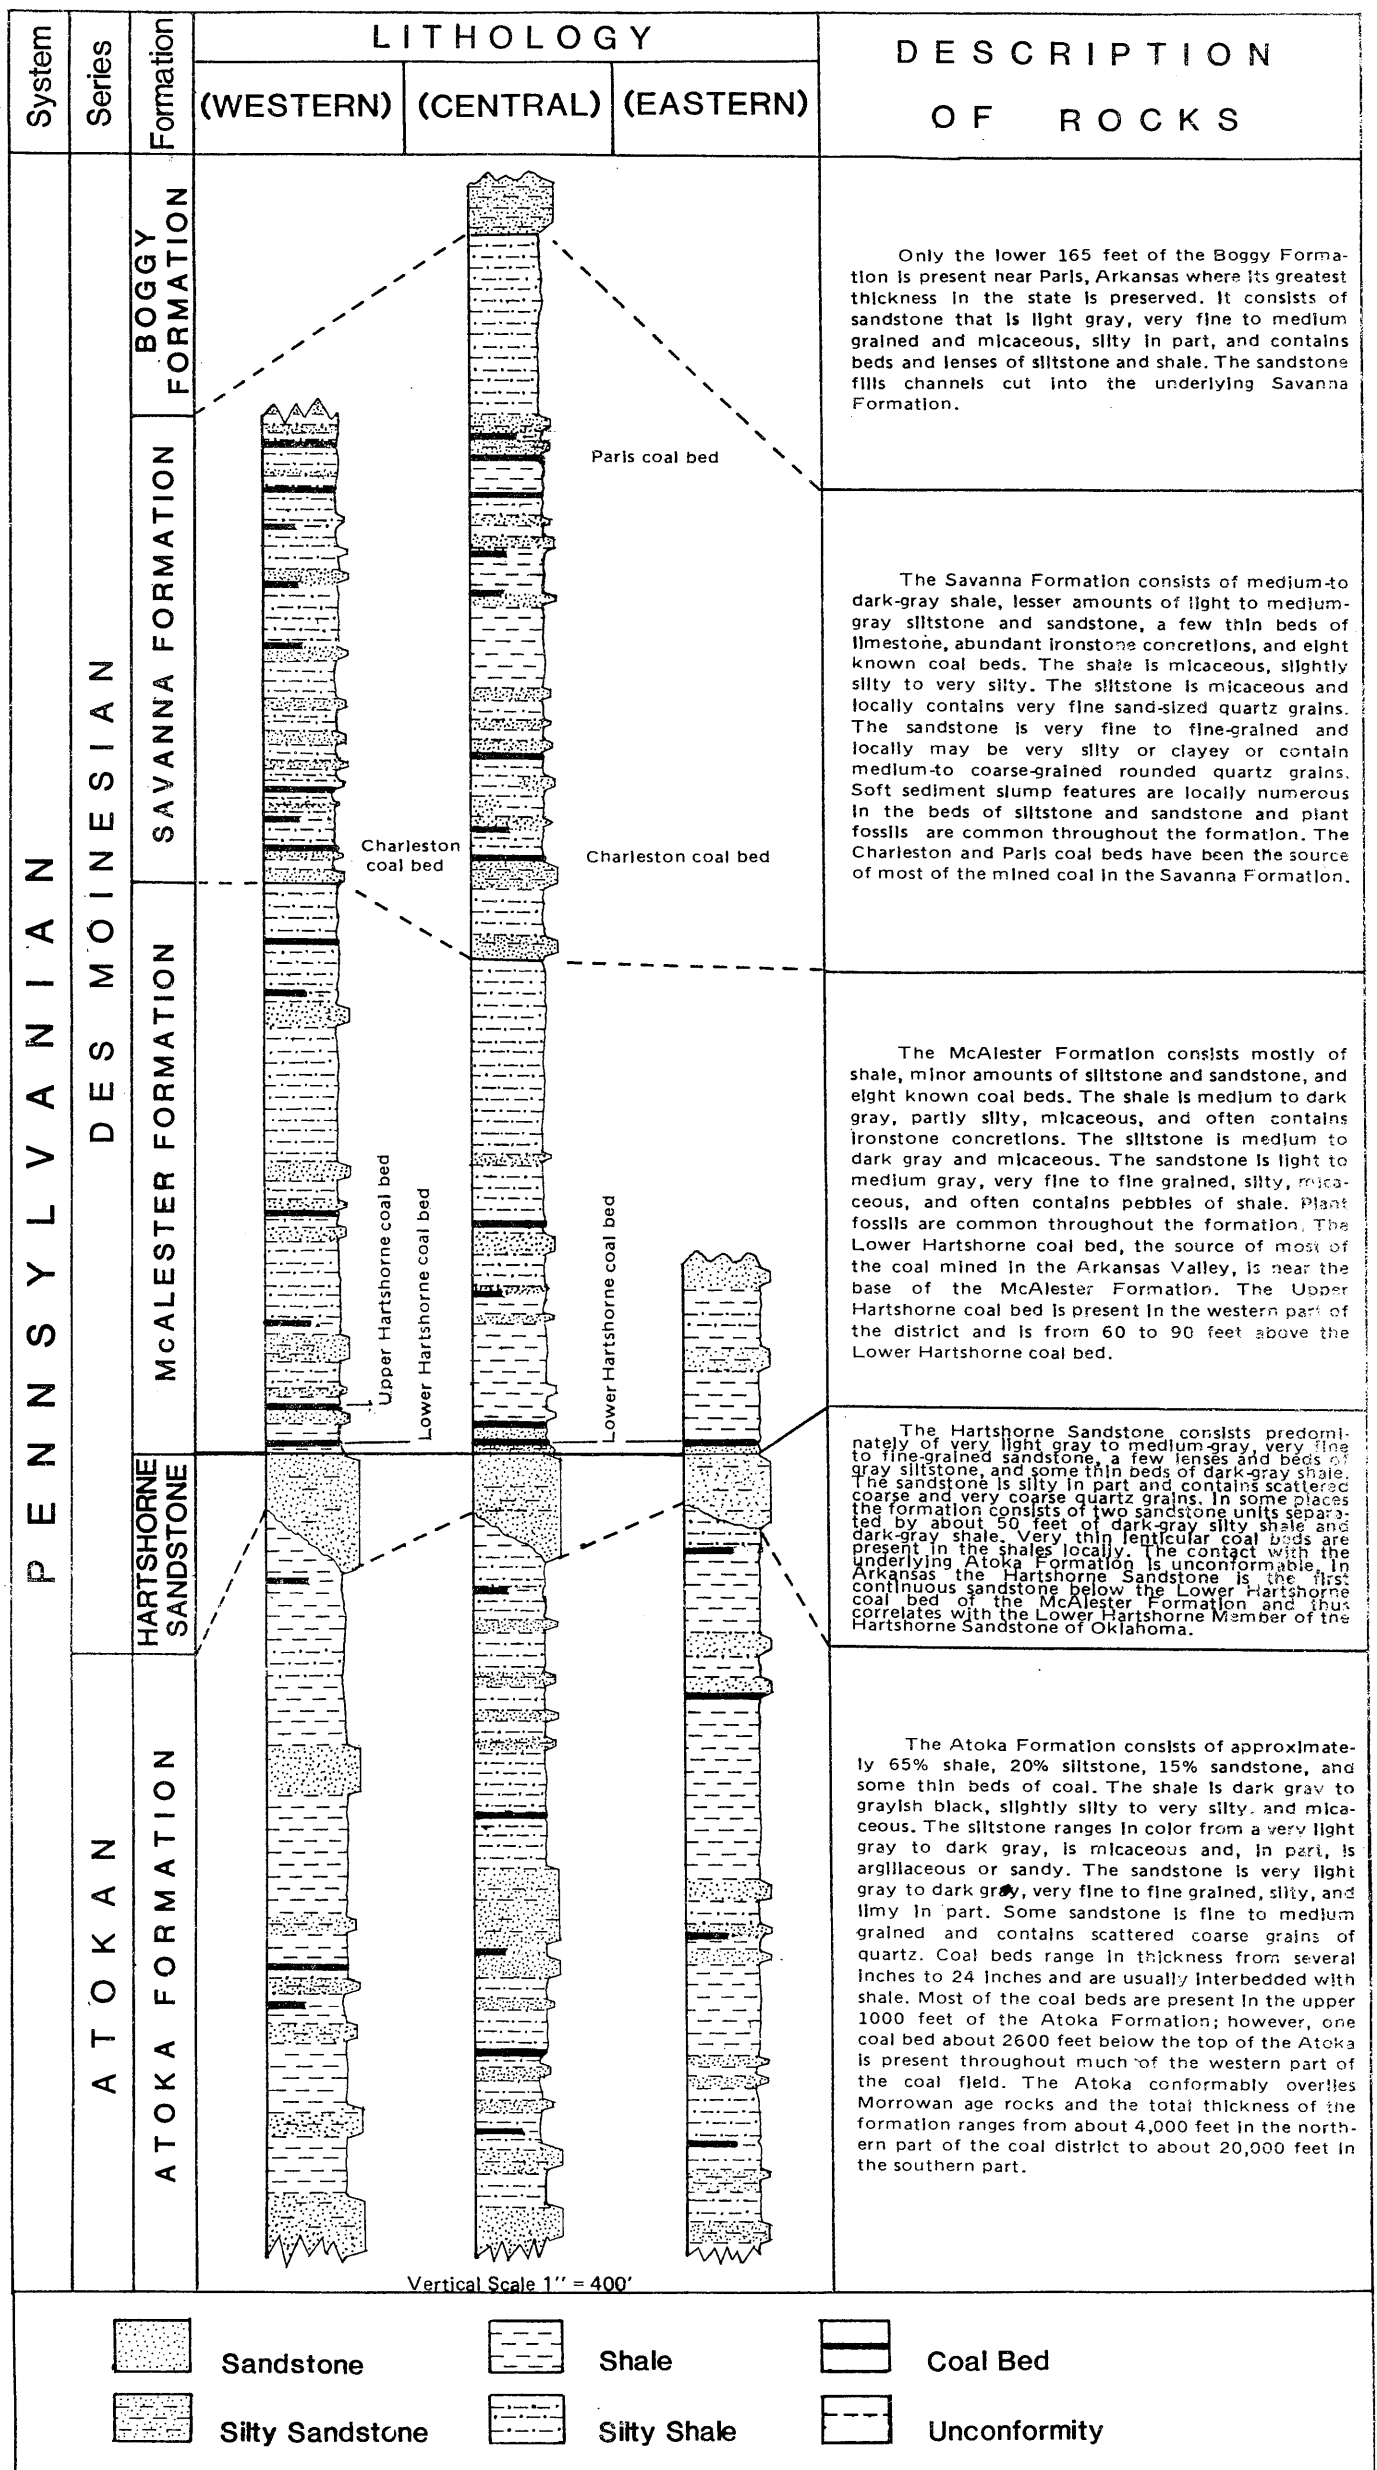 System
Series
Formation
LITHOLOGY
(WESTERN)
(CENTRAL)
(EASTERN)
DESCRIPTION
OF ROCKS
PENNSYLVANIAN
DES MOINESIAN
ATOKAN
BOGGY
FORMATION
SAVANNA FORMATION
McALESTER FORMATION
HARTSHORNE
SANDSTONE
ATOKA FORMATION
Paris coal bed
Charleston
coal bed
Charleston coal bed
Upper Hartshorne coal bed
Lower Hartshorne coal bed
Lower Hartshorne coal bed
Only the lower 165 feet of the Boggy Forma-
tion is present near Paris, Arkansas where its greatest
thickness in the state is preserved. It consists of
sandstone that is light gray, very fine to medium
grained and micaceous, silty in part, and contains
beds and lenses of siltstone and shale. The sandstone
fills channels cut into the underlying Savanna
Formation.
The Savanna Formation consists of medium-to
dark-gray shale, lesser amounts of light to medium-
gray siltstone and sandstone, a few thin beds of
limestone, abundant ironstone concretions, and eight
known coal beds. The shale is micaceous, slightly
silty to very silty. The siltstone is micaceous and
locally contains very fine sand-sized quartz grains.
The sandstone is very fine to fine-grained and
locally may be very silty or clayey or contain
medium-to coarse-grained rounded quartz grains.
Soft sediment slump features are locally numerous
in the beds of siltstone and sandstone and plant
fossils are common throughout the formation. The
Charleston and Paris coal beds have been the source
of most of the mined coal in the Savanna Formation.
The McAlester Formation consists mostly of
shale, minor amounts of siltstone and sandstone, and
eight known coal beds. The shale is medium to dark
gray, partly silty, micaceous, and often contains
ironstone concretions. The siltstone is medium to
dark gray and micaceous. The sandstone is light to
medium gray, very fine to fine grained, silty, mica-
ceous, and often contains pebbles of shale. Plant
fossils are common throughout the formation. The
Lower Hartshorne coal bed, the source of most of
the coal mined in the Arkansas Valley, is near the
base of the McAlester Formation. The Upper
Hartshorne coal bed is present in the western part of
the district and is from 60 to 90 feet above the
Lower Hartshorne coal bed.
The Hartshorne Sandstone consists predomi-
nately of very light gray to medium-gray, very fine
to fine-grained sandstone, a few lenses and beds of
gray siltstone, and some thin beds of dark-gray shale.
The sandstone is silty in part and contains scattered
coarse and very coarse quartz grains. In some places
the formation consists of two sandstone units separa-
ted by about 50 feet of dark-gray silty shale and
dark-gray shale. Very thin lenticular coal beds are
present in the shales locally. The contact with the
underlying Atoka Formation is unconformable. In
Arkansas the Hartshorne Sandstone is the first
continuous sandstone below the Lower Hartshorne
coal bed of the McAlester Formation and thus
correlates with the Lower Hartshorne Member of the
Hartshorne Sandstone of Oklahoma.
The Atoka Formation consists of approximate-
ly 65% shale, 20% siltstone, 15% sandstone, and
some thin beds of coal. The shale is dark gray to
grayish black, slightly silty to very silty, and mica-
ceous. The siltstone ranges in color from a very light
gray to dark gray, is micaceous and, in part, is
argillaceous or sandy. The sandstone is very light
gray to dark gray, very fine to fine grained, silty, and
limy in part. Some sandstone is fine to medium
grained and contains scattered coarse grains of
quartz. Coal beds range in thickness from several
inches to 24 inches and are usually interbedded with
shale. Most of the coal beds are present in the upper
1000 feet of the Atoka Formation; however, one
coal bed about 2600 feet below the top of the Atoka
is present throughout much of the western part of
the coal field. The Atoka conformably overlies
Morrowan age rocks and the total thickness of the
formation ranges from about 4,000 feet in the north-
ern part of the coal district to about 20,000 feet in
the southern part.
Vertical Scale 1'' = 400'
Sandstone
Shale
Coal Bed
Silty Sandstone
Silty Shale
Unconformity